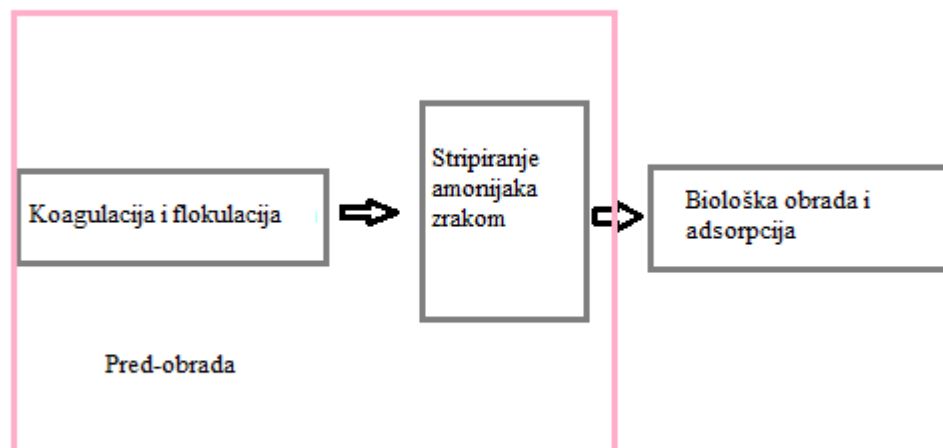 Koagulacija i flokulacija
Stripiranje
amonijaka
zrakom
Biološka obrada i
adsorpcija
Pred-obrada